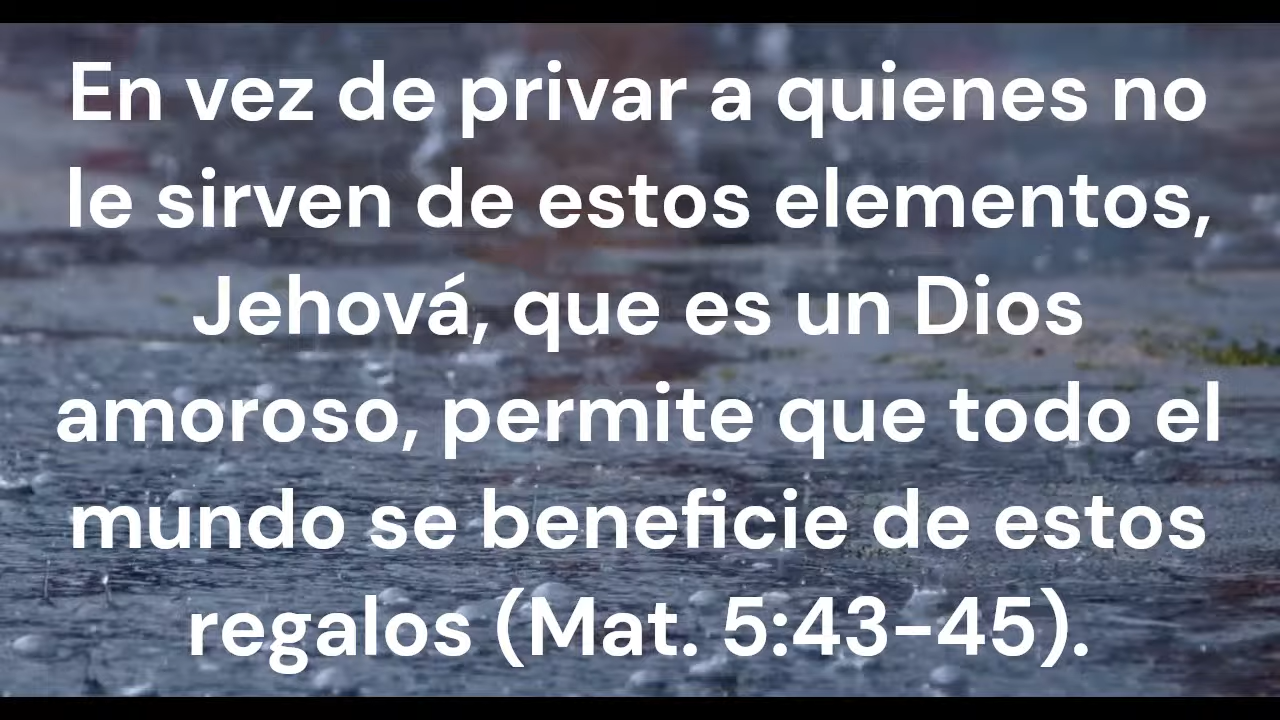 En vez de privar a quienes no
le sirven de estos elementos,
Jehová, que es un Dios
amoroso, permite que todo el
mundo se beneficie de estos
regalos (Mat. 5:43-45).